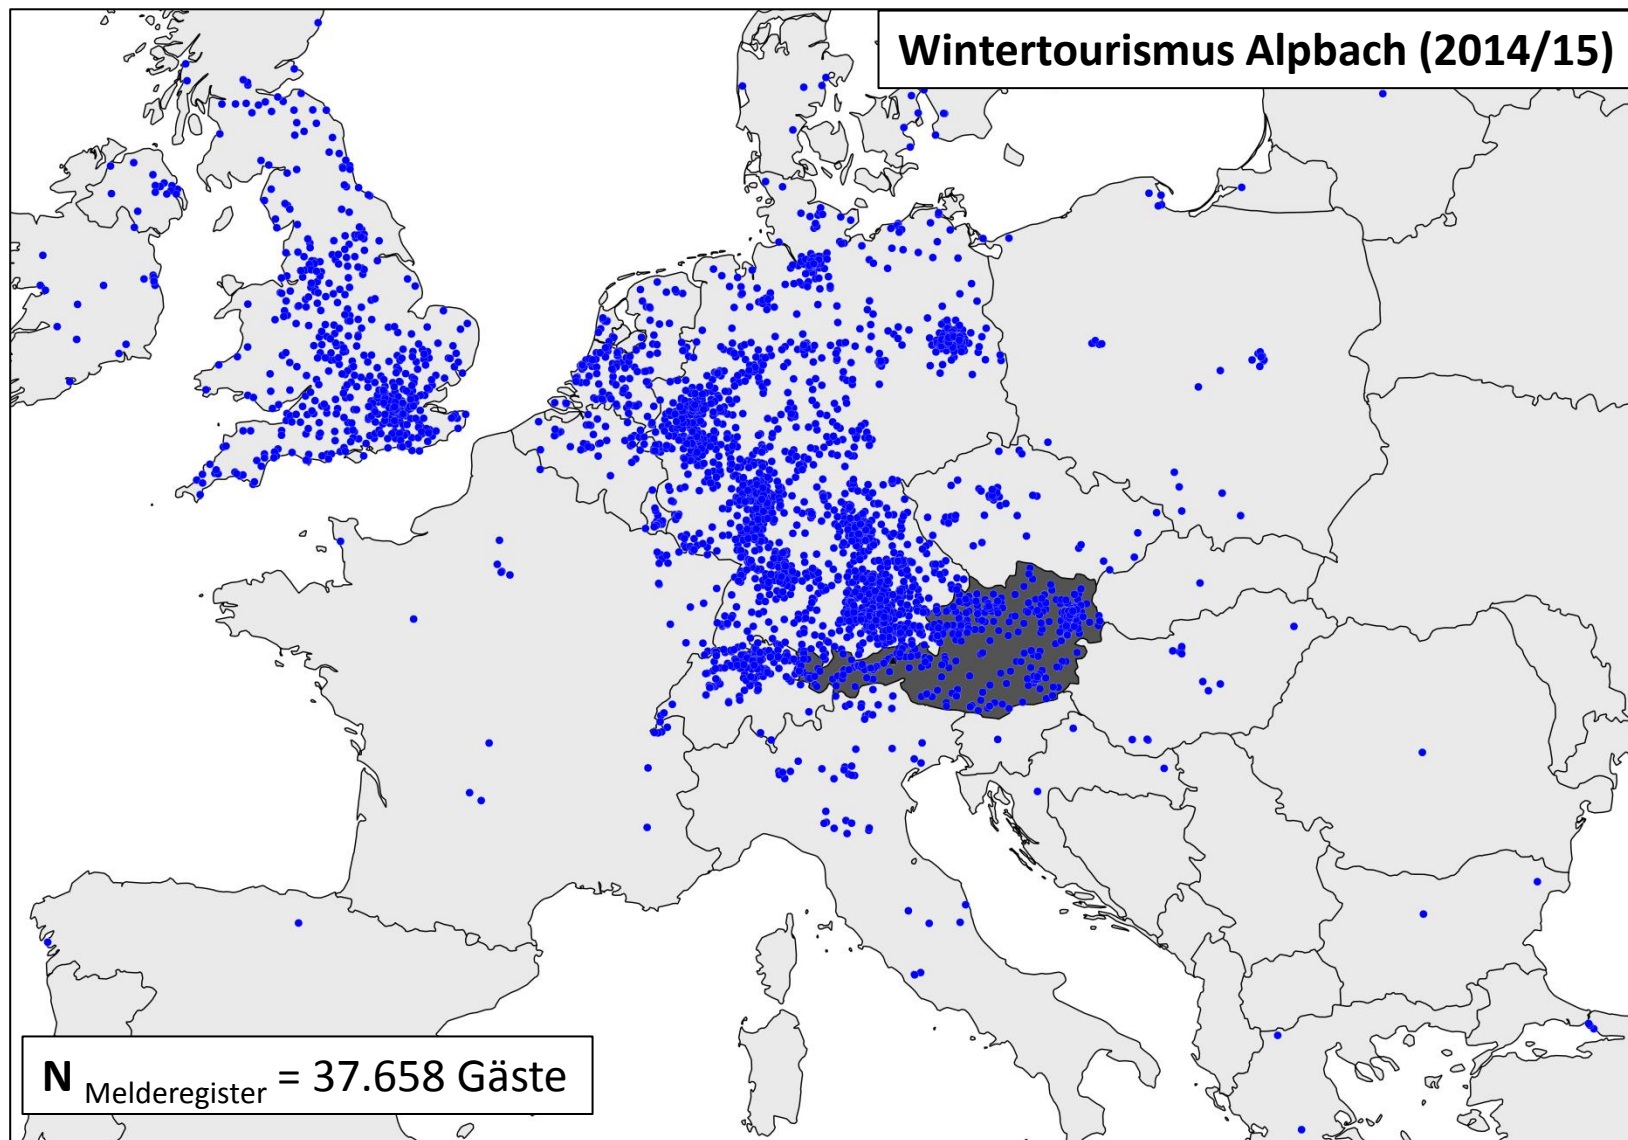 Wintertourismus Alpbach (2014/15)
N Melderegister = 37.658 Gäste